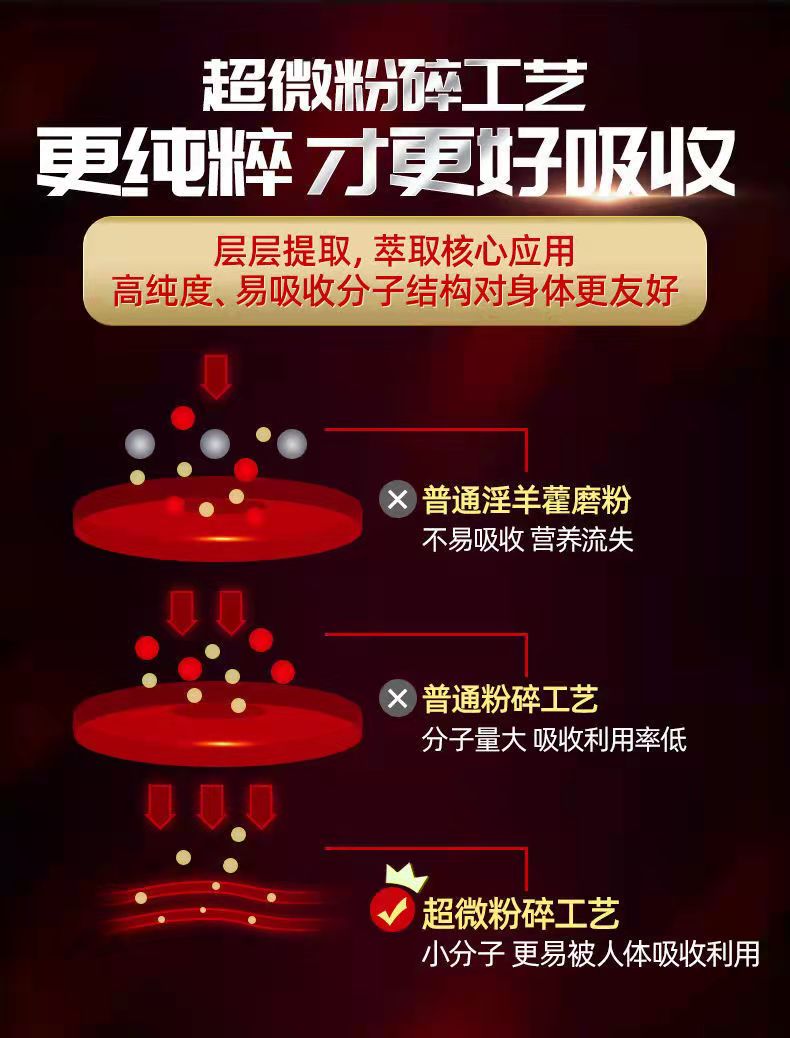 超微粉碎工艺
更纯粹 才更好吸收
层层提取, 萃取核心应用
高纯度、易吸收分子结构对身体更友好
普通淫羊藿磨粉
不易吸收 营养流失
普通粉碎工艺
分子量大 吸收利用率低
超微粉碎工艺
小分子 更易被人体吸收利用